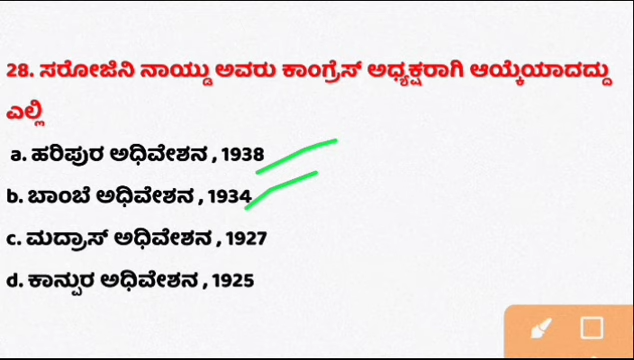 28. ಸರೋಜಿನಿ ನಾಯ್ಡು ಅವರು ಕಾಂಗ್ರೆಸ್ ಅಧ್ಯಕ್ಷರಾಗಿ ಆಯ್ಕೆಯಾದದ್ದು
ಎಲ್ಲಿ
a. ಹರಿಪುರ ಅಧಿವೇಶನ , 1938
b. ಬಾಂಬೆ ಅಧಿವೇಶನ , 1934
c. ಮದ್ರಾಸ್ ಅಧಿವೇಶನ , 1927
d. ಕಾನ್ಪುರ ಅಧಿವೇಶನ , 1925